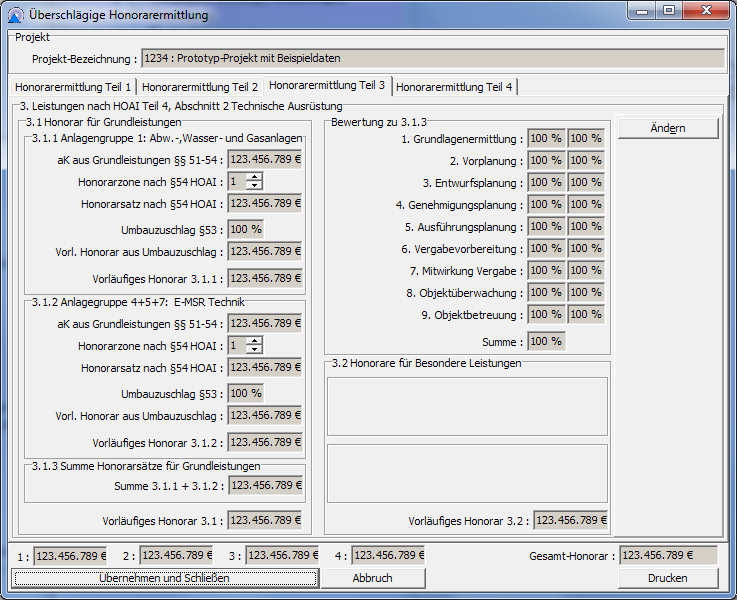 Überschlägige Honorarermittlung
Projekt
Projekt-Bezeichnung : 1234 : Prototyp-Projekt mit Beispieldaten
Honorarermittlung Teil 1 Honorarermittlung Teil 2 Honorarermittlung Teil 3 Honorarermittlung Teil 4
3. Leistungen nach HOAI Teil 4, Abschnitt 2 Technische Ausrüstung
3.1 Honorar für Grundleistungen
3.1.1 Anlagengruppe 1: Abw.-,Wasser- und Gasanlagen
aK aus Grundleistungen §§ 51-54 : 123.456.789 €
Honorarzone nach §54 HOAI : 1
Honorarsatz nach §54 HOAI : 123.456.789 €
Umbauzuschlag §53 : 100 %
Vorl. Honorar aus Umbauzuschlag : 123.456.789 €
Vorläufiges Honorar 3.1.1 : 123.456.789 €
3.1.2 Anlagegruppe 4+5+7: E-MSR Technik
aK aus Grundleistungen §§ 51-54 : 123.456.789 €
Honorarzone nach §54 HOAI : 1
Honorarsatz nach §54 HOAI : 123.456.789 €
Umbauzuschlag §53 : 100 %
Vorl. Honorar aus Umbauzuschlag : 123.456.789 €
Vorläufiges Honorar 3.1.2 : 123.456.789 €
3.1.3 Summe Honorarsätze für Grundleistungen
Summe 3.1.1 + 3.1.2 : 123.456.789 €
Vorläufiges Honorar 3.1 : 123.456.789 €
Bewertung zu 3.1.3
1. Grundlagenermittlung : 100 % 100 %
2. Vorplanung : 100 % 100 %
3. Entwurfsplanung : 100 % 100 %
4. Genehmigungsplanung : 100 % 100 %
5. Ausführungsplanung : 100 % 100 %
6. Vergabevorbereitung : 100 % 100 %
7. Mitwirkung Vergabe : 100 % 100 %
8. Objektüberwachung : 100 % 100 %
9. Objektbetreuung : 100 % 100 %
Summe : 100 %
3.2 Honorare für Besondere Leistungen
Vorläufiges Honorar 3.2 : 123.456.789 €
Ändern
1 : 123.456.789 € 2 : 123.456.789 € 3 : 123.456.789 € 4 : 123.456.789 € Gesamt-Honorar : 123.456.789 €
Übernehmen und Schließen Abbruch Drucken